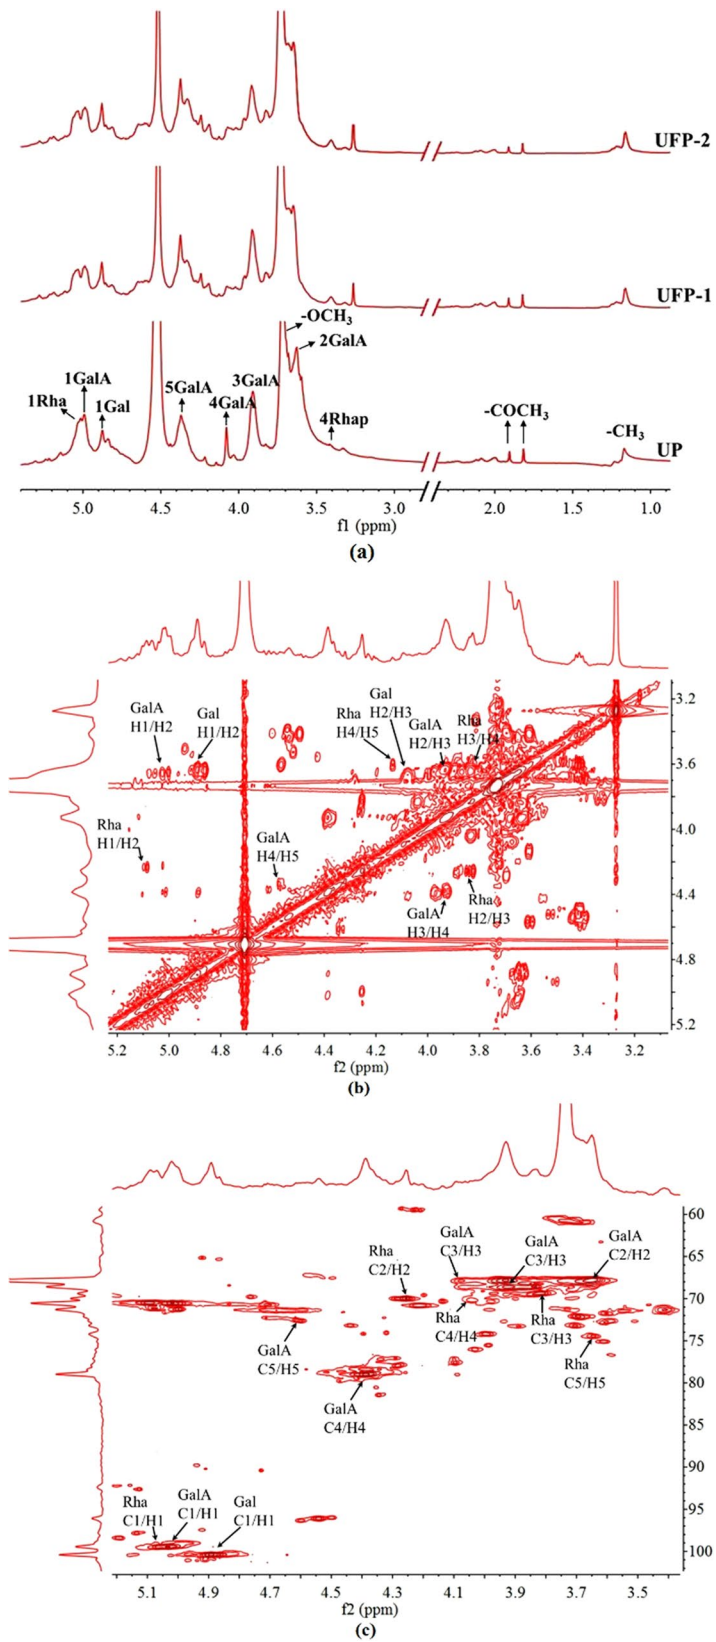 UFP-2
UFP-1
-OCH3
2GalA
1GalA
1Rha
1Gal
5GalA
4GalA
3GalA
4Rhap
-COCH3
-CH3
UP
5.0 4.5 4.0 3.5 3.0 2.0 1.5 1.0
f1 (ppm)
(a)
GalA
H1/H2
Gal
H1/H2
Rha
H4/H5
Gal
H2/H3
GalA
H2/H3
Rha
H3/H4
Rha
H1/H2
GalA
H4/H5
GalA
H3/H4
Rha
H2/H3
3.2
3.6
4.0
4.4
4.8
5.2
5.2 5.0 4.8 4.6 4.4 4.2 4.0 3.8 3.6 3.4 3.2
f2 (ppm)
(b)
GalA
C3/H3
GalA
C3/H3
GalA
C2/H2
Rha
C2/H2
Rha
C4/H4
Rha
C3/H3
GalA
C5/H5
Rha
C5/H5
GalA
C4/H4
Rha
C1/H1
GalA
C1/H1
Gal
C1/H1
60
65
70
75
80
85
90
95
100
5.1 4.9 4.7 4.5 4.3 4.1 3.9 3.7 3.5
f2 (ppm)
(c)